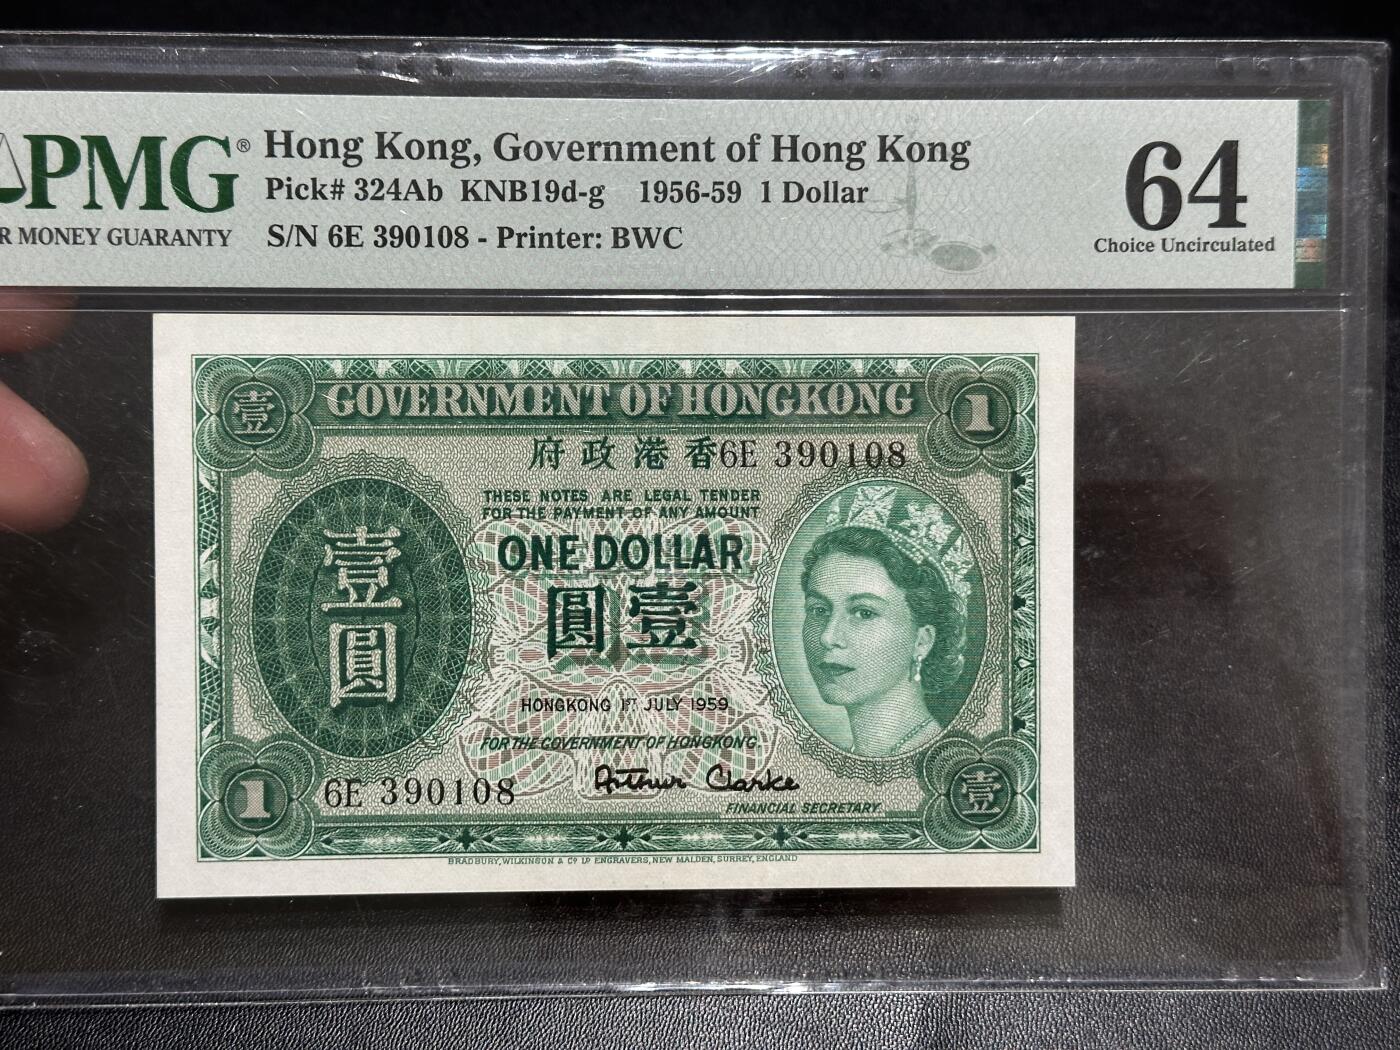 PMG®
R MONEY GUARANTY
Hong Kong, Government of Hong Kong
Pick# 324Ab KNB19d-g 1956-59 1 Dollar
S/N 6E 390108 - Printer: BWC
64
Choice Uncirculated
壹
GOVERNMENT OF HONGKONG
1
府政港香
6E 390108
THESE NOTES ARE LEGAL TENDER
FOR THE PAYMENT OF ANY AMOUNT
ONE DOLLAR
圓壹
壹圓
HONGKONG 1ST JULY 1959
FOR THE GOVERNMENT OF HONGKONG.
6E 390108
Arthur Clarke
FINANCIAL SECRETARY
1
壹
BRADBURY, WILKINSON & Co Ld ENGRAVERS, NEW MALDEN, SURREY, ENGLAND